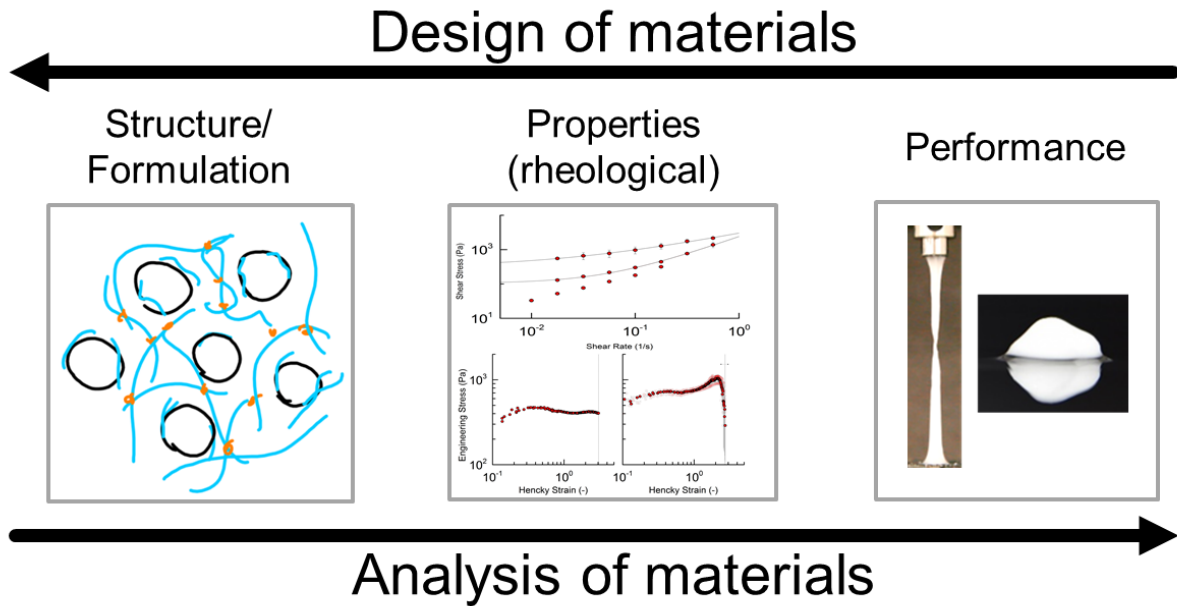 Design of materials
Structure/
Formulation
Properties
(rheological)
Performance
Shear Stress (Pa)
10³
10¹
10⁻²
10⁻¹
10⁰
Shear Rate (1/s)
Engineering Stress (Pa)
10³
10²
10⁻¹
10⁰
Hencky Strain (-)
10⁻¹
10⁰
Hencky Strain (-)
Analysis of materials